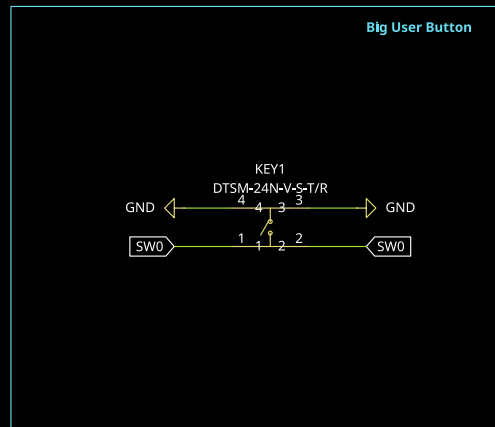 Big User Button
KEY1
DTSM-24N-V-S-T/R
4 3
GND 4 3 GND
1 2
SW0 1 2 SW0